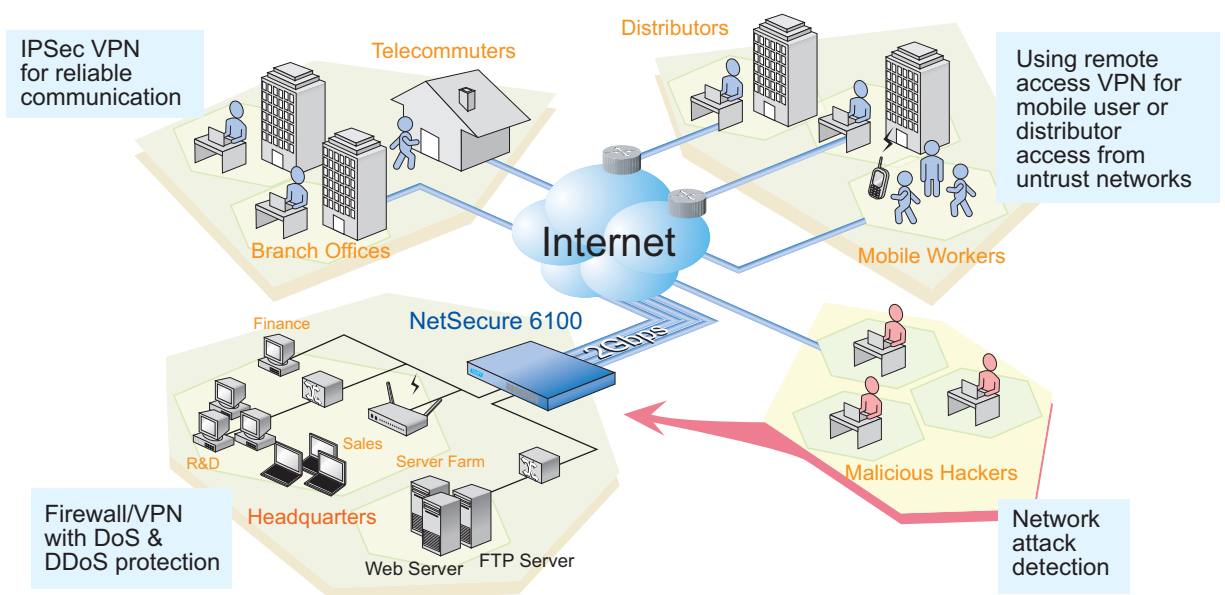 IPSec VPN
for reliable
communication
Telecommuters
Branch Offices
Distributors
Mobile Workers
Using remote
access VPN for
mobile user or
distributor
access from
untrust networks
Internet
NetSecure 6100
2Gbps
Finance
R&D
Sales
Server Farm
Headquarters
Web Server
FTP Server
Firewall/VPN
with DoS &
DDoS protection
Malicious Hackers
Network
attack
detection